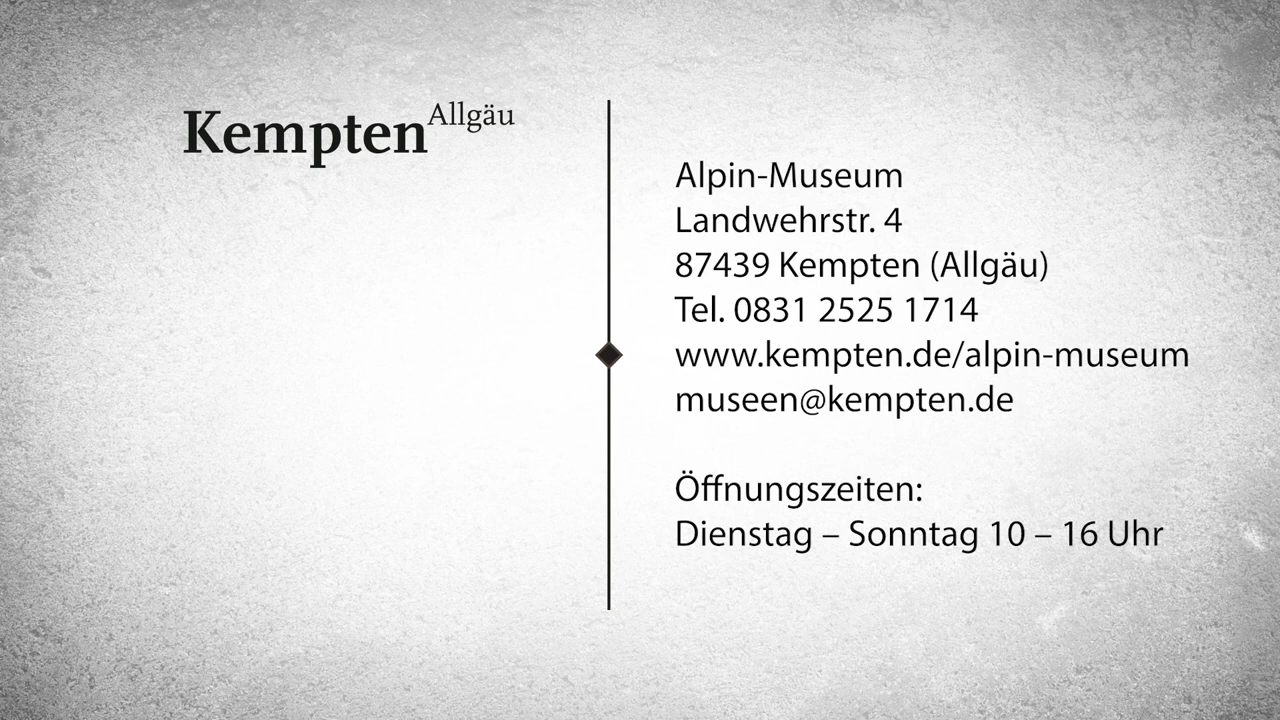 Kempten Allgäu
Alpin-Museum
Landwehrstr. 4
87439 Kempten (Allgäu)
Tel. 0831 2525 1714
www.kempten.de/alpin-museum
museen@kempten.de
Öffnungszeiten:
Dienstag – Sonntag 10 – 16 Uhr